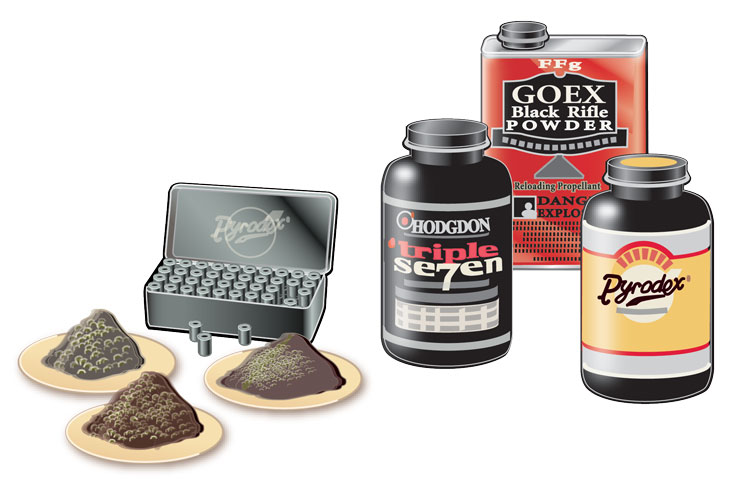 Pyrodex®
FFg
GOEX
Black Rifle
POWDER
Reloading Propellant
DANG
EXPLO
HODGDON
triple
se7en
Pyrodex®